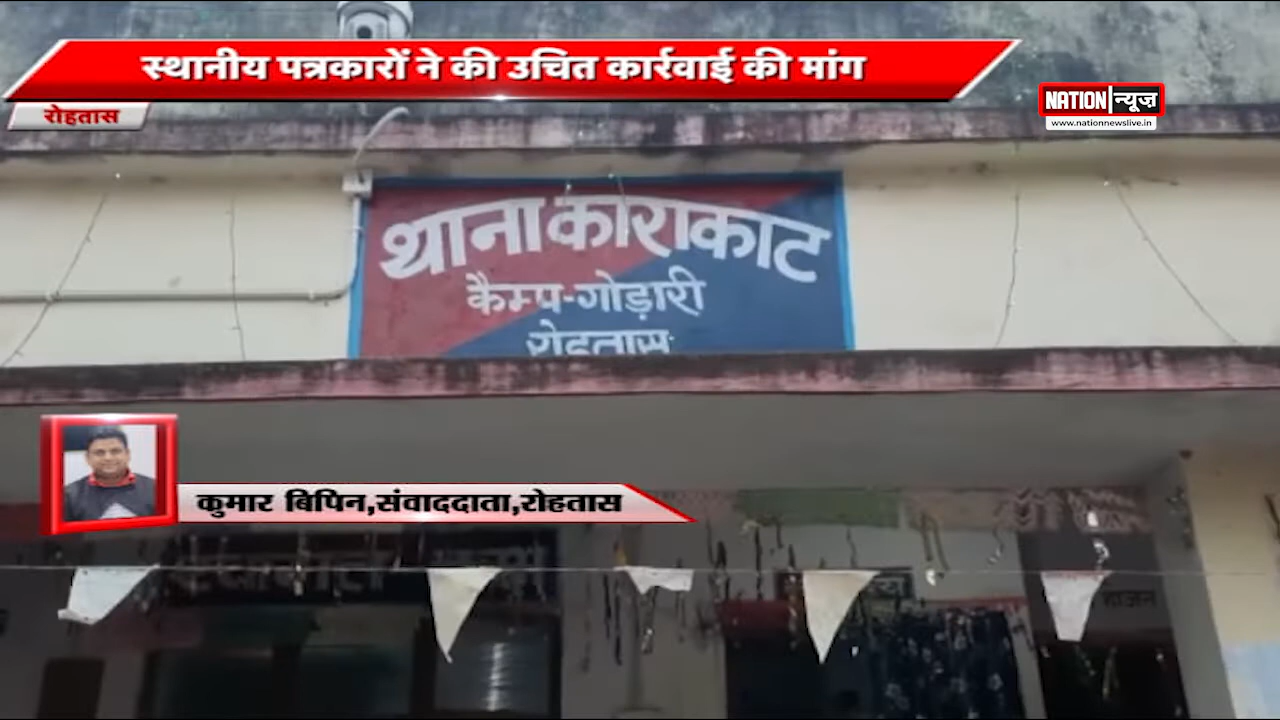 स्थानीय पत्रकारों ने की उचित कार्रवाई की मांग
रोहतास
NATION न्यूज़
www.nationnewslive.in
थाना काराकाट
कैम्प-गोड़ारी
रोहतास
कुमार बिपिन,संवाददाता,रोहतास